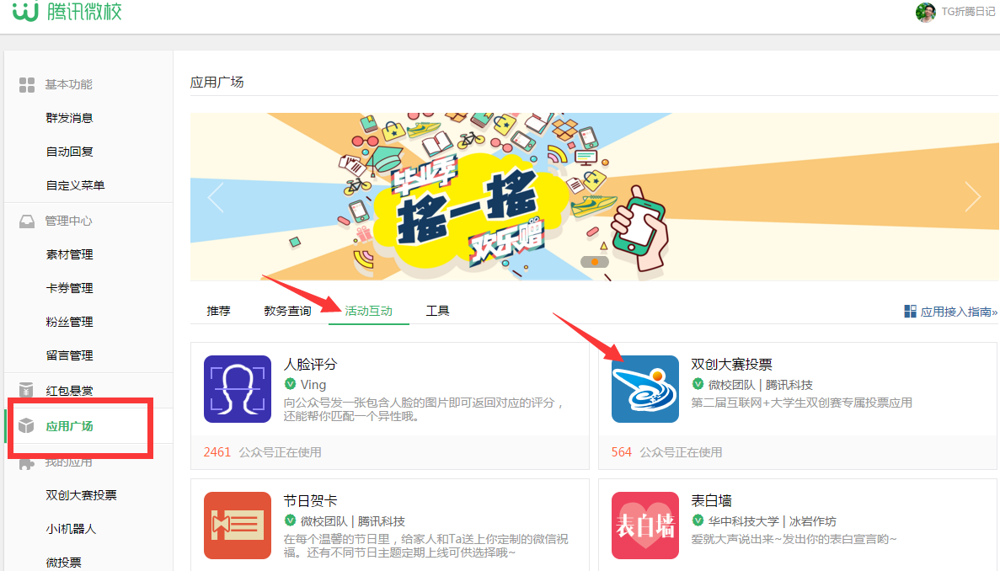 腾讯微校
TG折腾日记
基本功能
群发消息
自动回复
自定义菜单
管理中心
素材管理
卡券管理
粉丝管理
留言管理
红包悬赏
应用广场
我的应用
双创大赛投票
小i机器人
微投票
应用广场
毕业季
摇一摇
欢乐赠
推荐
教务查询
活动互动
工具
应用接入指南»
人脸评分
Ving
向公众号发一张包含人脸的图片即可返回对应的评分，
还能帮你匹配一个异性哦。
2461 公众号正在使用
双创大赛投票
微校团队 | 腾讯科技
第二届互联网+大学生双创赛专属投票应用
564 公众号正在使用
节日贺卡
微校团队 | 腾讯科技
在每个温馨的节日里，给家人和Ta送上你定制的微信祝
福。还有不同节日主题定期上线可供选择哦~
表白墙
表白墙
华中科技大学 | 冰岩作坊
爱就大声说出来~发出你的表白宣言哟~